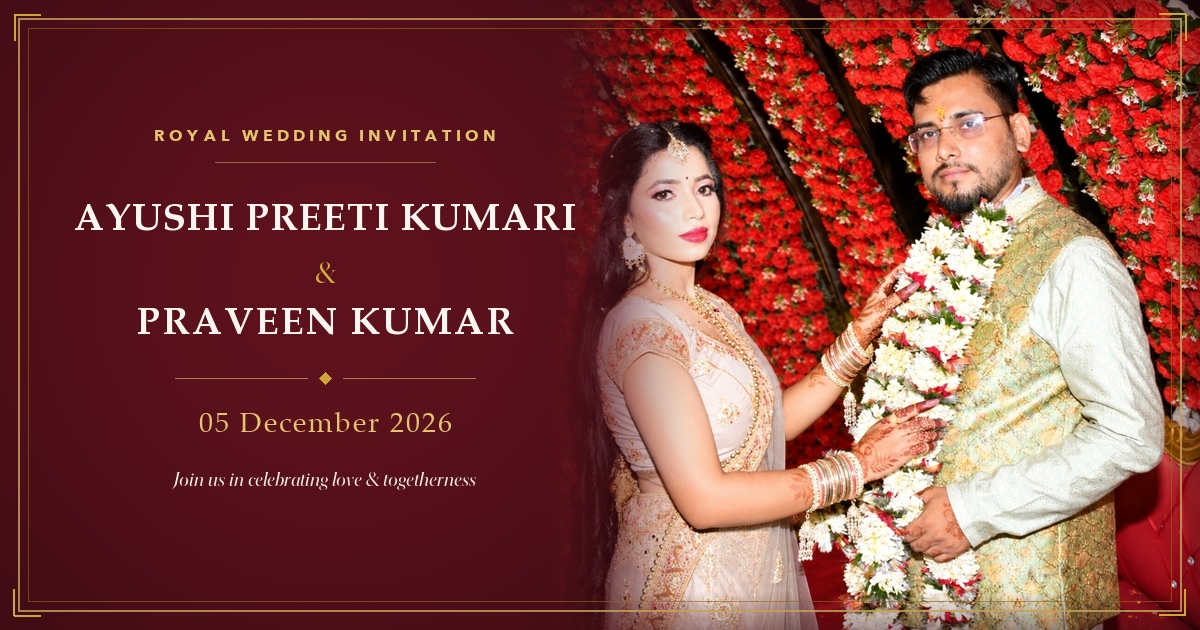 ROYAL WEDDING INVITATION
AYUSHI PREETI KUMARI
&
PRAVEEN KUMAR
05 December 2026
Join us in celebrating love & togetherness